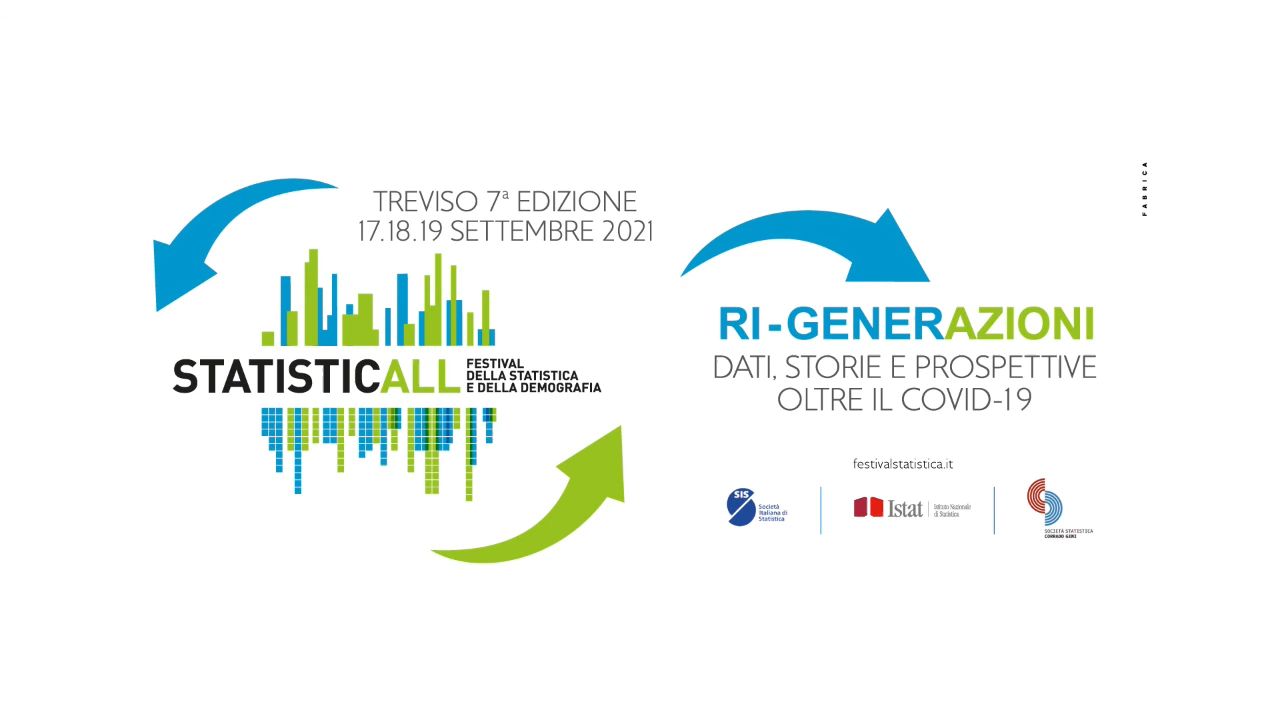 TREVISO 7ª EDIZIONE
17.18.19 SETTEMBRE 2021
STATISTICALL
FESTIVAL
DELLA STATISTICA
E DELLA DEMOGRAFIA
RI-GENERAZIONI
DATI, STORIE E PROSPETTIVE
OLTRE IL COVID-19
festivalstatistica.it
SIS
Società
Italiana di
Statistica
Istat
Istituto Nazionale
di Statistica
SOCIETÀ STATISTICA
CORRADO GINI
FABRICA